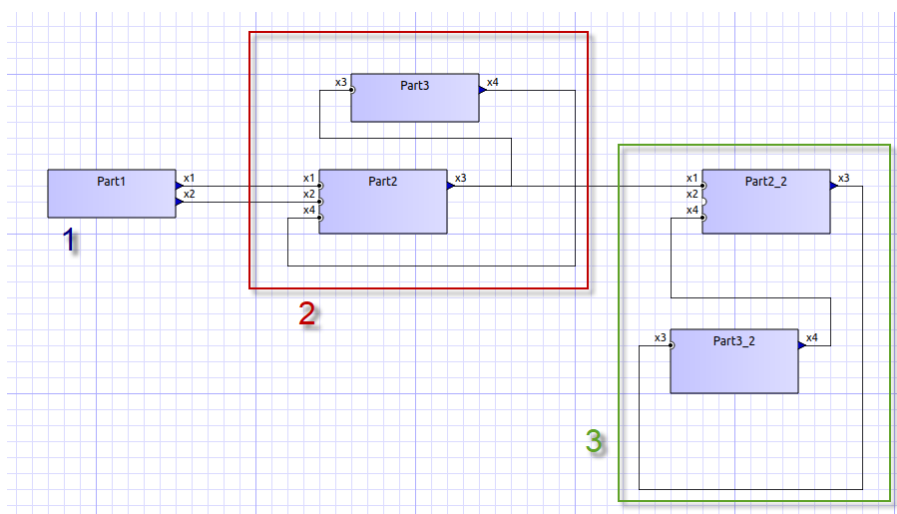 x3 Part3 x4
Part1 x1
x2
x1 Part2 x3
x2
x4
x1 Part2_2 x3
x2
x4
1
2
x3 Part3_2 x4
3